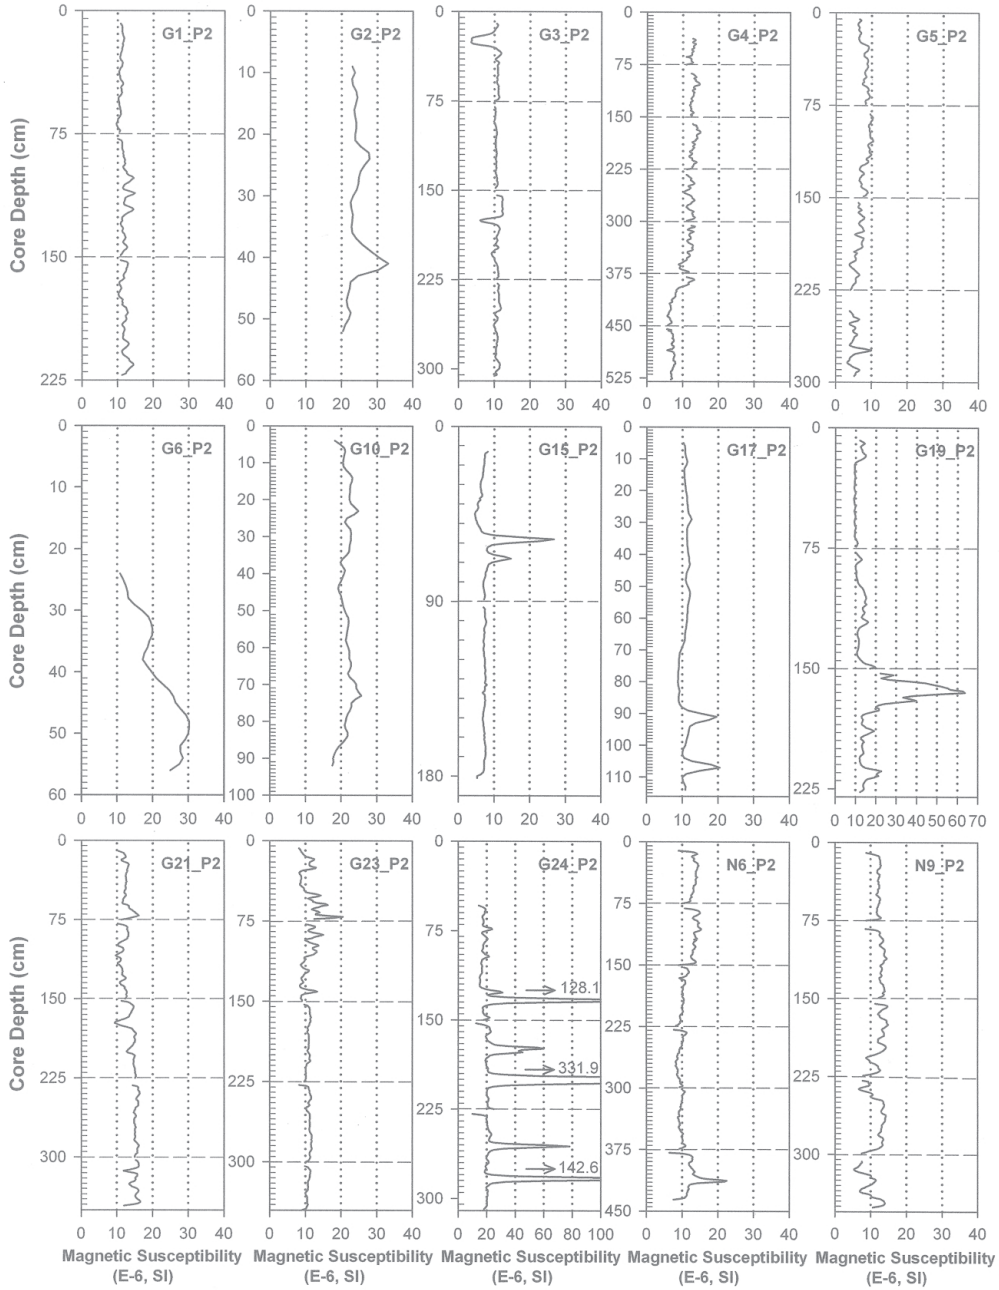 G1_P2 G2_P2 G3_P2 G4_P2 G5_P2
Core Depth (cm)
0 75 150 225
0 10 20 30 40 50 60
0 75 150 225 300
0 75 150 225 300 375 450 525
0 75 150 225 300
0 10 20 30 40 0 10 20 30 40 0 10 20 30 40 0 10 20 30 40 0 10 20 30 40
G6_P2 G10_P2 G15_P2 G17_P2 G19_P2
Core Depth (cm)
0 10 20 30 40 50 60
0 10 20 30 40 50 60 70 80 90 100
0 90 180
0 10 20 30 40 50 60 70 80 90 100 110
0 75 150 225
0 10 20 30 40 0 10 20 30 40 0 10 20 30 40 0 10 20 30 40 0 10 20 30 40 50 60 70
G21_P2 G23_P2 G24_P2 N6_P2 N9_P2
Core Depth (cm)
0 75 150 225 300
0 75 150 225 300
0 75 150 225 300
128.1
331.9
142.6
0 75 150 225 300 375 450
0 75 150 225 300
0 10 20 30 40 0 10 20 30 40 0 20 40 60 80 100 0 10 20 30 40 0 10 20 30 40
Magnetic Susceptibility Magnetic Susceptibility Magnetic Susceptibility Magnetic Susceptibility Magnetic Susceptibility
(E-6, SI) (E-6, SI) (E-6, SI) (E-6, SI) (E-6, SI)